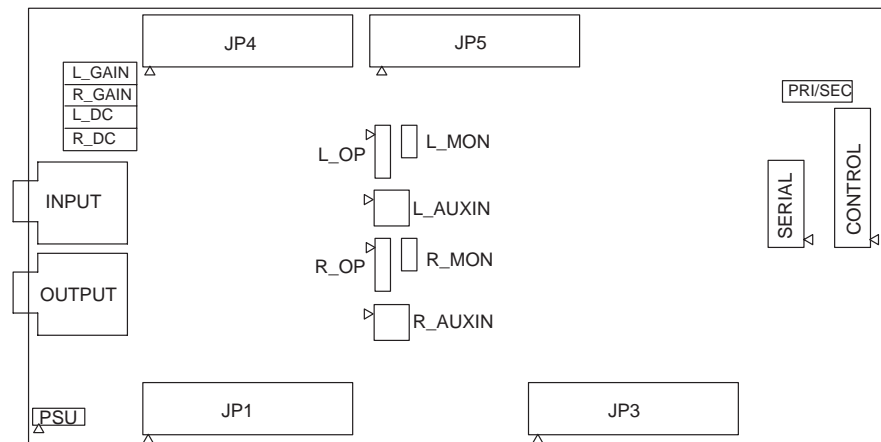 JP4
JP5
L_GAIN
R_GAIN
L_DC
R_DC
PRI/SEC
L_OP
L_MON
INPUT
L_AUXIN
SERIAL
CONTROL
R_OP
R_MON
OUTPUT
R_AUXIN
PSU
JP1
JP3